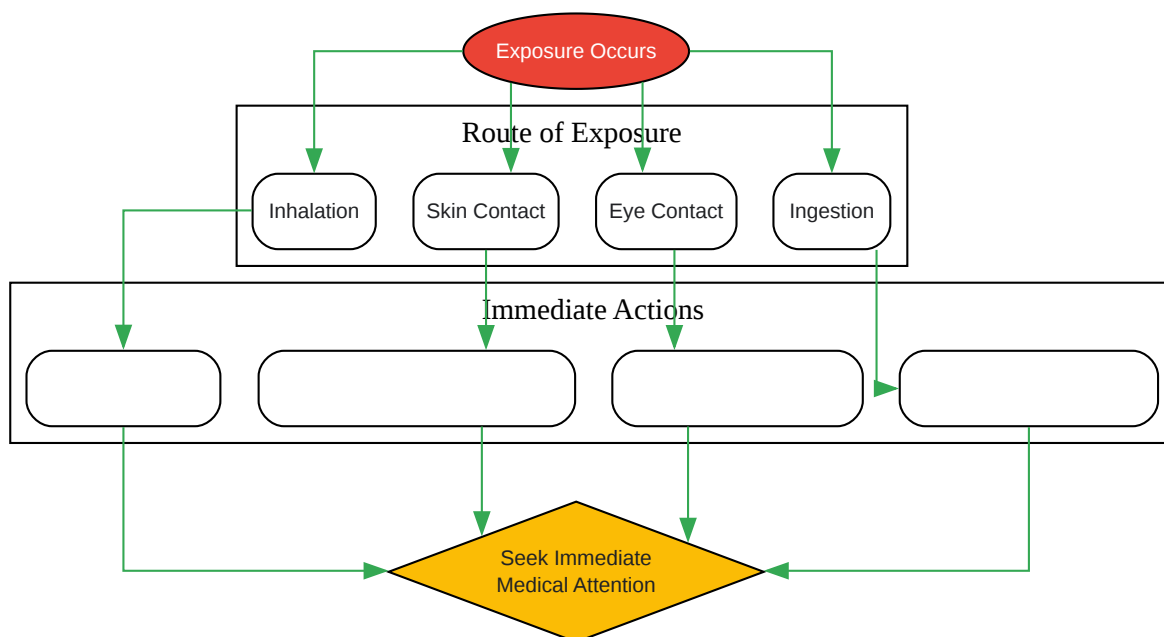 Exposure Occurs
Route of Exposure
Inhalation
Skin Contact
Eye Contact
Ingestion
Immediate Actions
Seek Immediate
Medical Attention